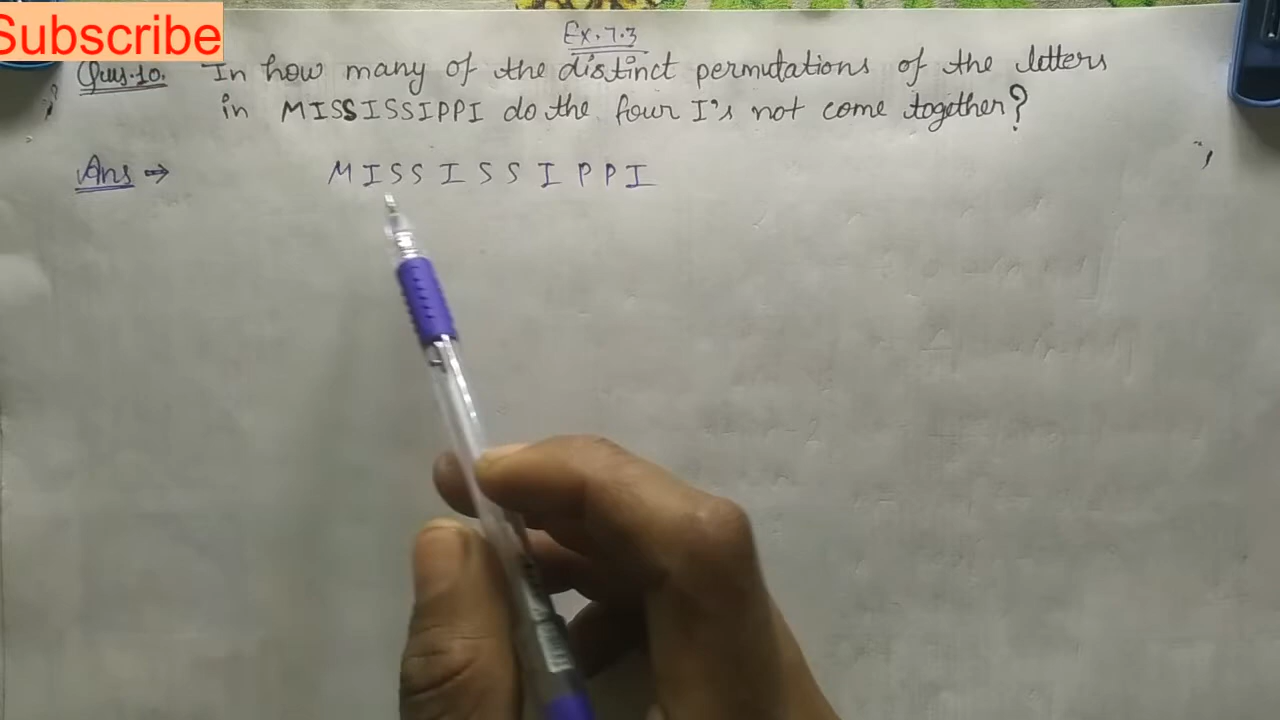 Subscribe
Ex. 7.3
Ques.10. In how many of the distinct permutations of the letters
in MISSISSIPPI do the four I's not come together?
Ans ⇒ M I S S I S S I P P I